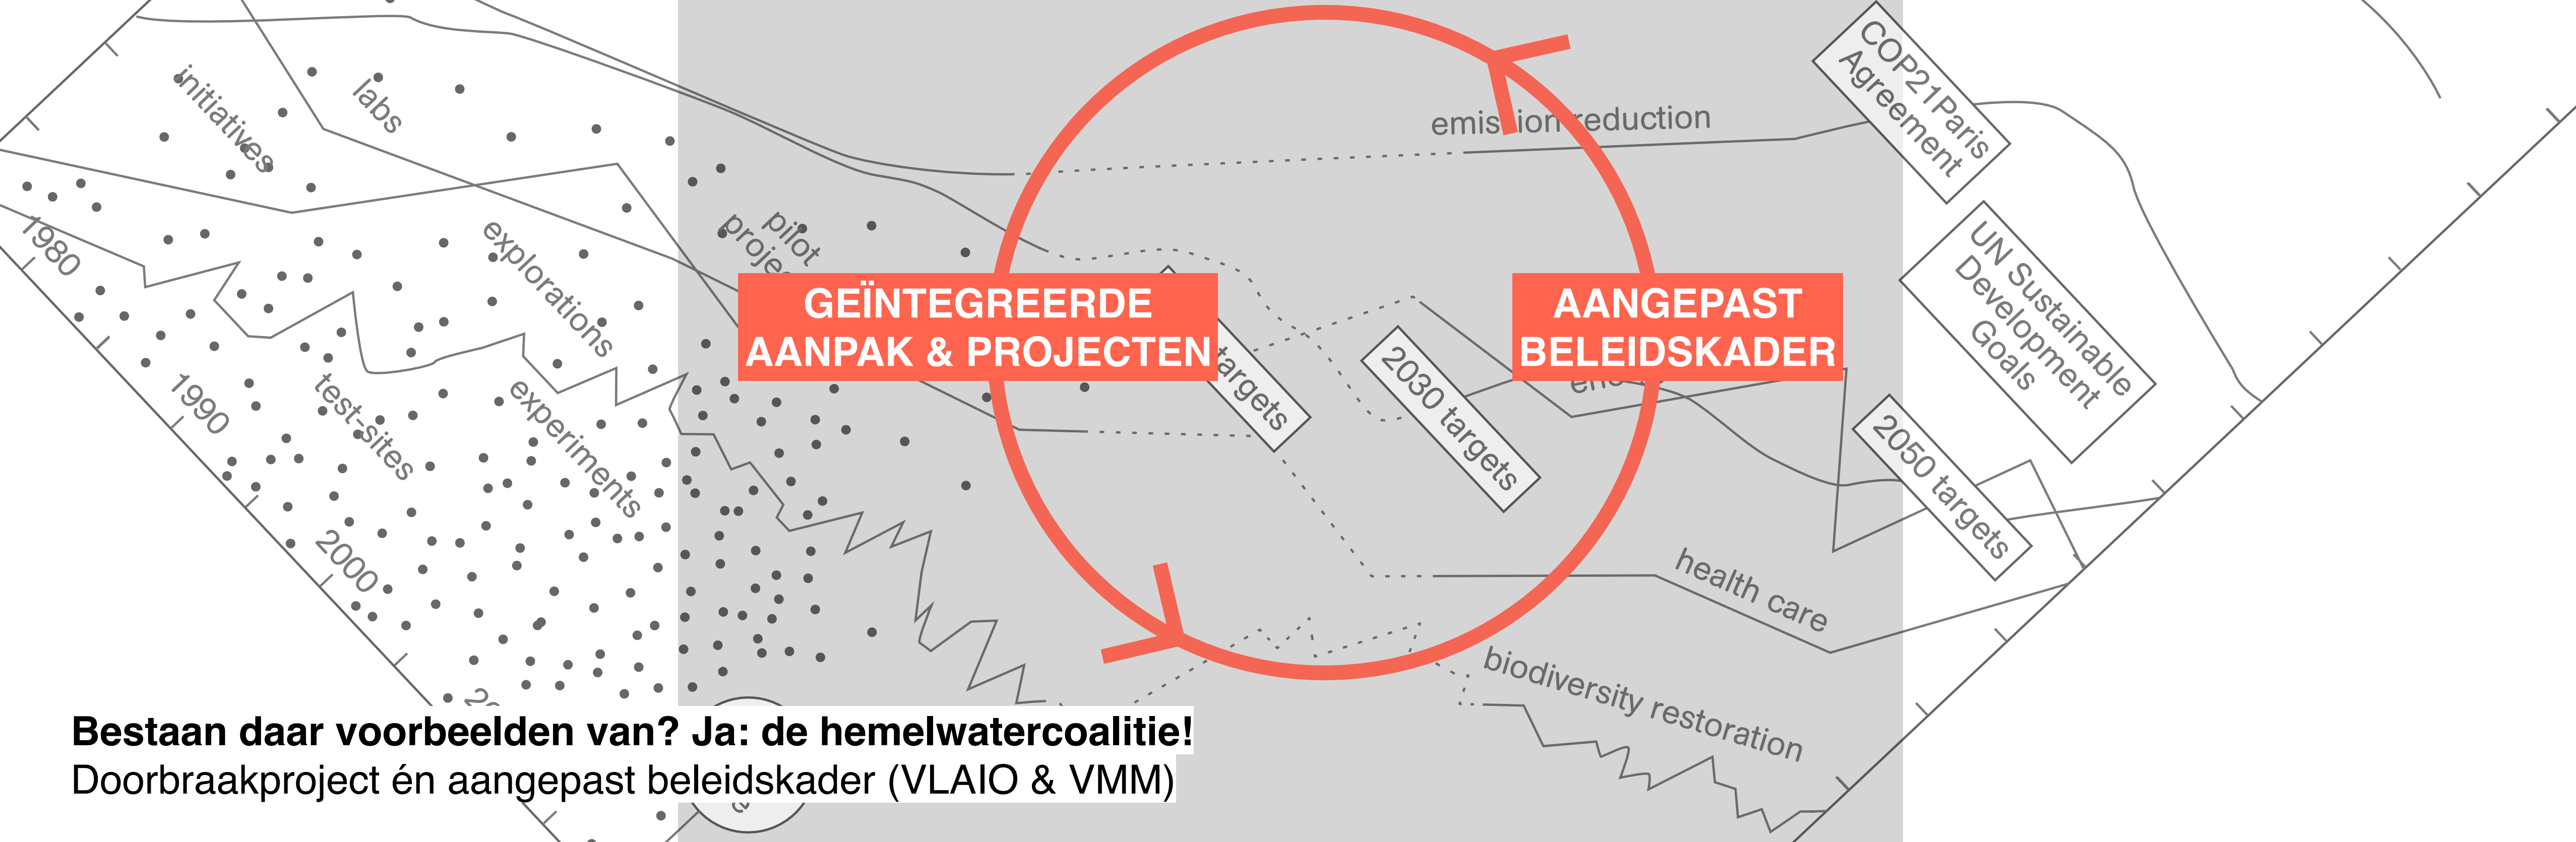 initiatives
labs
explorations
test-sites
experiments
1980
1990
2000
pilot
emission reduction
COP21Paris
Agreement
UN Sustainable
Development
Goals
GEÏNTEGREERDE
AANPAK & PROJECTEN
AANGEPAST
BELEIDSKADER
targets
2030 targets
2050 targets
health care
biodiversity restoration
Bestaan daar voorbeelden van? Ja: de hemelwatercoalitie!
Doorbraakproject én aangepast beleidskader (VLAIO & VMM)